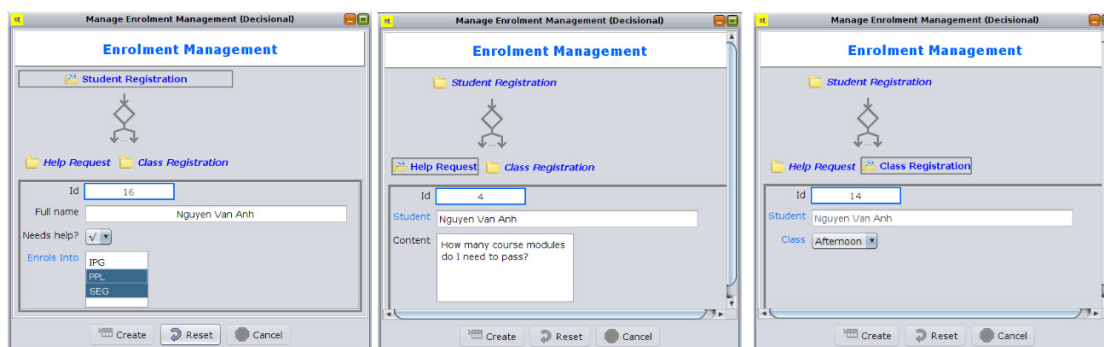 Manage Enrolment Management (Decisional)
Enrolment Management
Student Registration
...
Help Request Class Registration
Id 16
Full name Nguyen Van Anh
Needs help? √
Enrols Into IPG
PPL
SEG
Create Reset Cancel
Manage Enrolment Management (Decisional)
Enrolment Management
Student Registration
...
Help Request Class Registration
Id 4
Student Nguyen Van Anh
Content How many course modules
do I need to pass?
Create Reset Cancel
Manage Enrolment Management (Decisional)
Enrolment Management
Student Registration
...
Help Request Class Registration
Id 14
Student Nguyen Van Anh
Class Afternoon
Create Reset Cancel